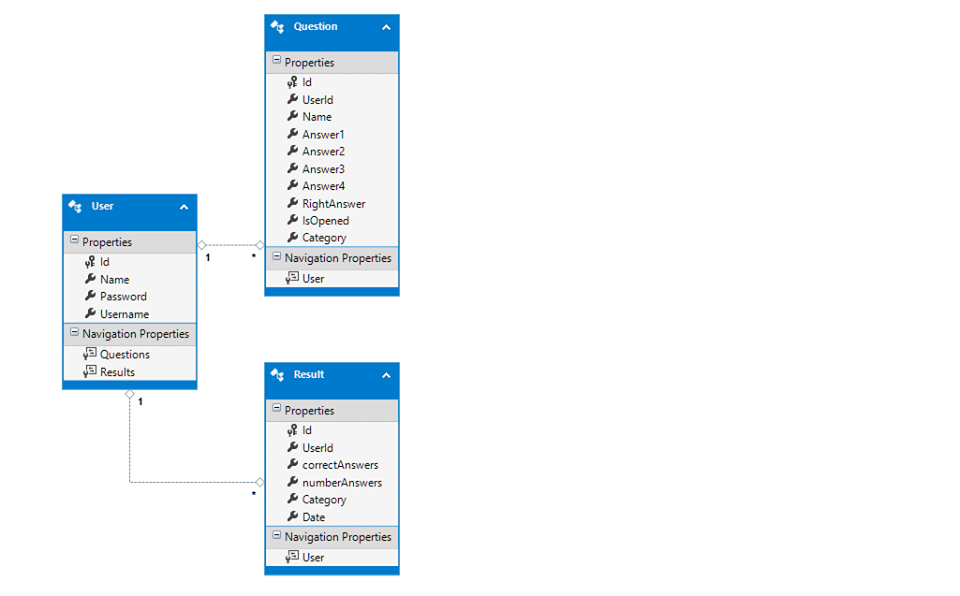 Question
Properties
Id
UserId
Name
Answer1
Answer2
Answer3
Answer4
RightAnswer
IsOpened
Category
Navigation Properties
User
User
Properties
Id
Name
Password
Username
Navigation Properties
Questions
Results
1
*
1
*
Result
Properties
Id
UserId
correctAnswers
numberAnswers
Category
Date
Navigation Properties
User